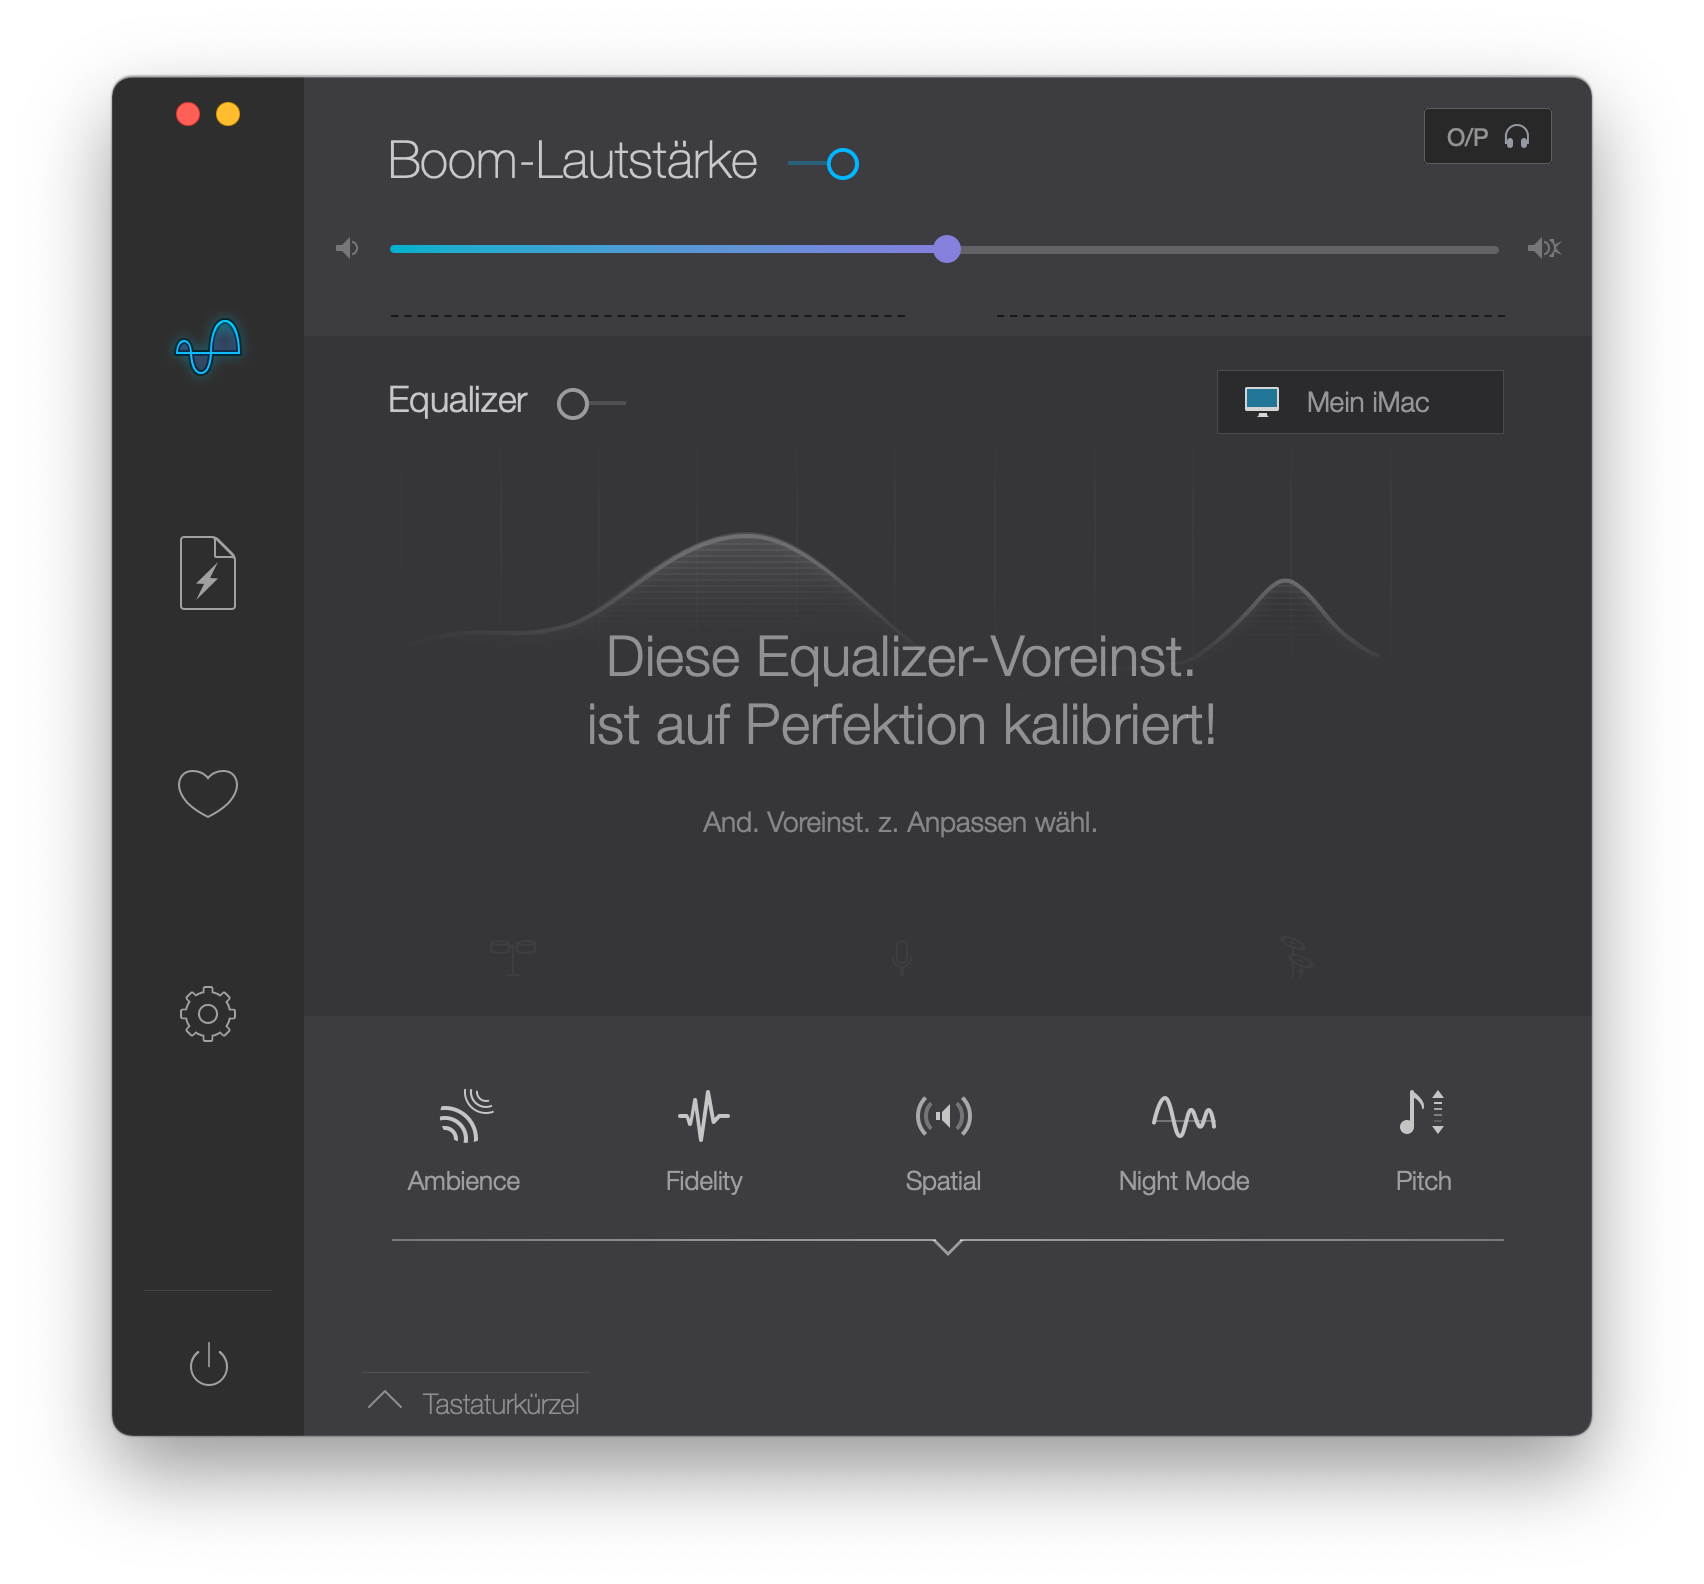 Boom-Lautstärke
O/P
Equalizer
Mein iMac
Diese Equalizer-Voreinst.
ist auf Perfektion kalibriert!
And. Voreinst. z. Anpassen wähl.
Ambience
Fidelity
Spatial
Night Mode
Pitch
Tastaturkürzel